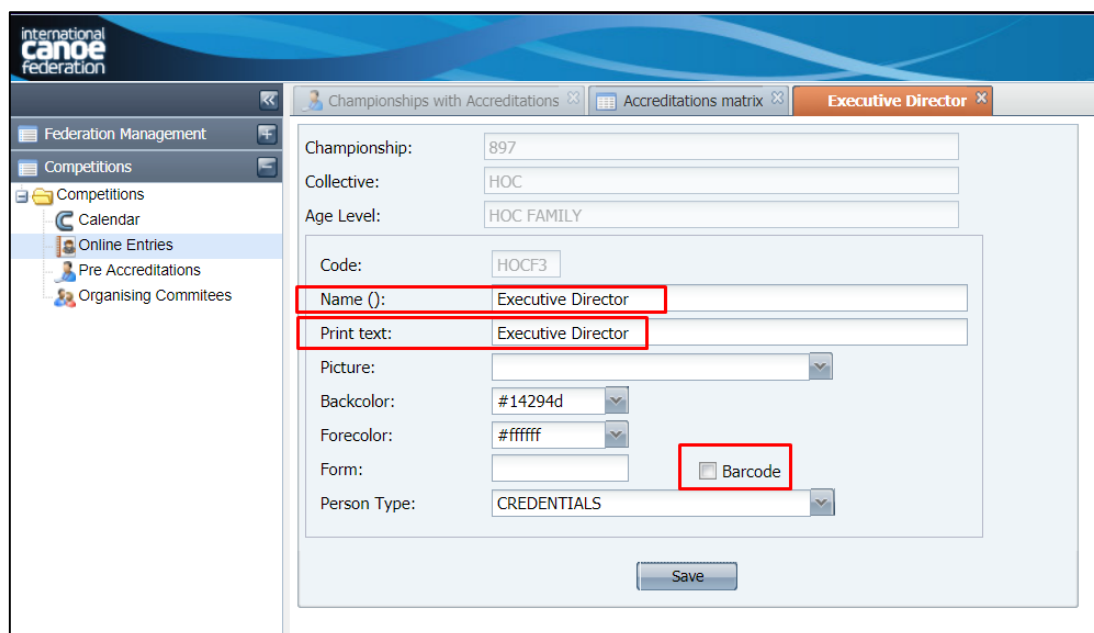 international
canoe
federation
Championships with Accreditations
Accreditations matrix
Executive Director
Federation Management
Competitions
Competitions
Calendar
Online Entries
Pre Accreditations
Organising Commitees
Championship: 897
Collective: HOC
Age Level: HOC FAMILY
Code: HOCF3
Name (): Executive Director
Print text: Executive Director
Picture:
Backcolor: #14294d
Forecolor: #ffffff
Form: Barcode
Person Type: CREDENTIALS
Save